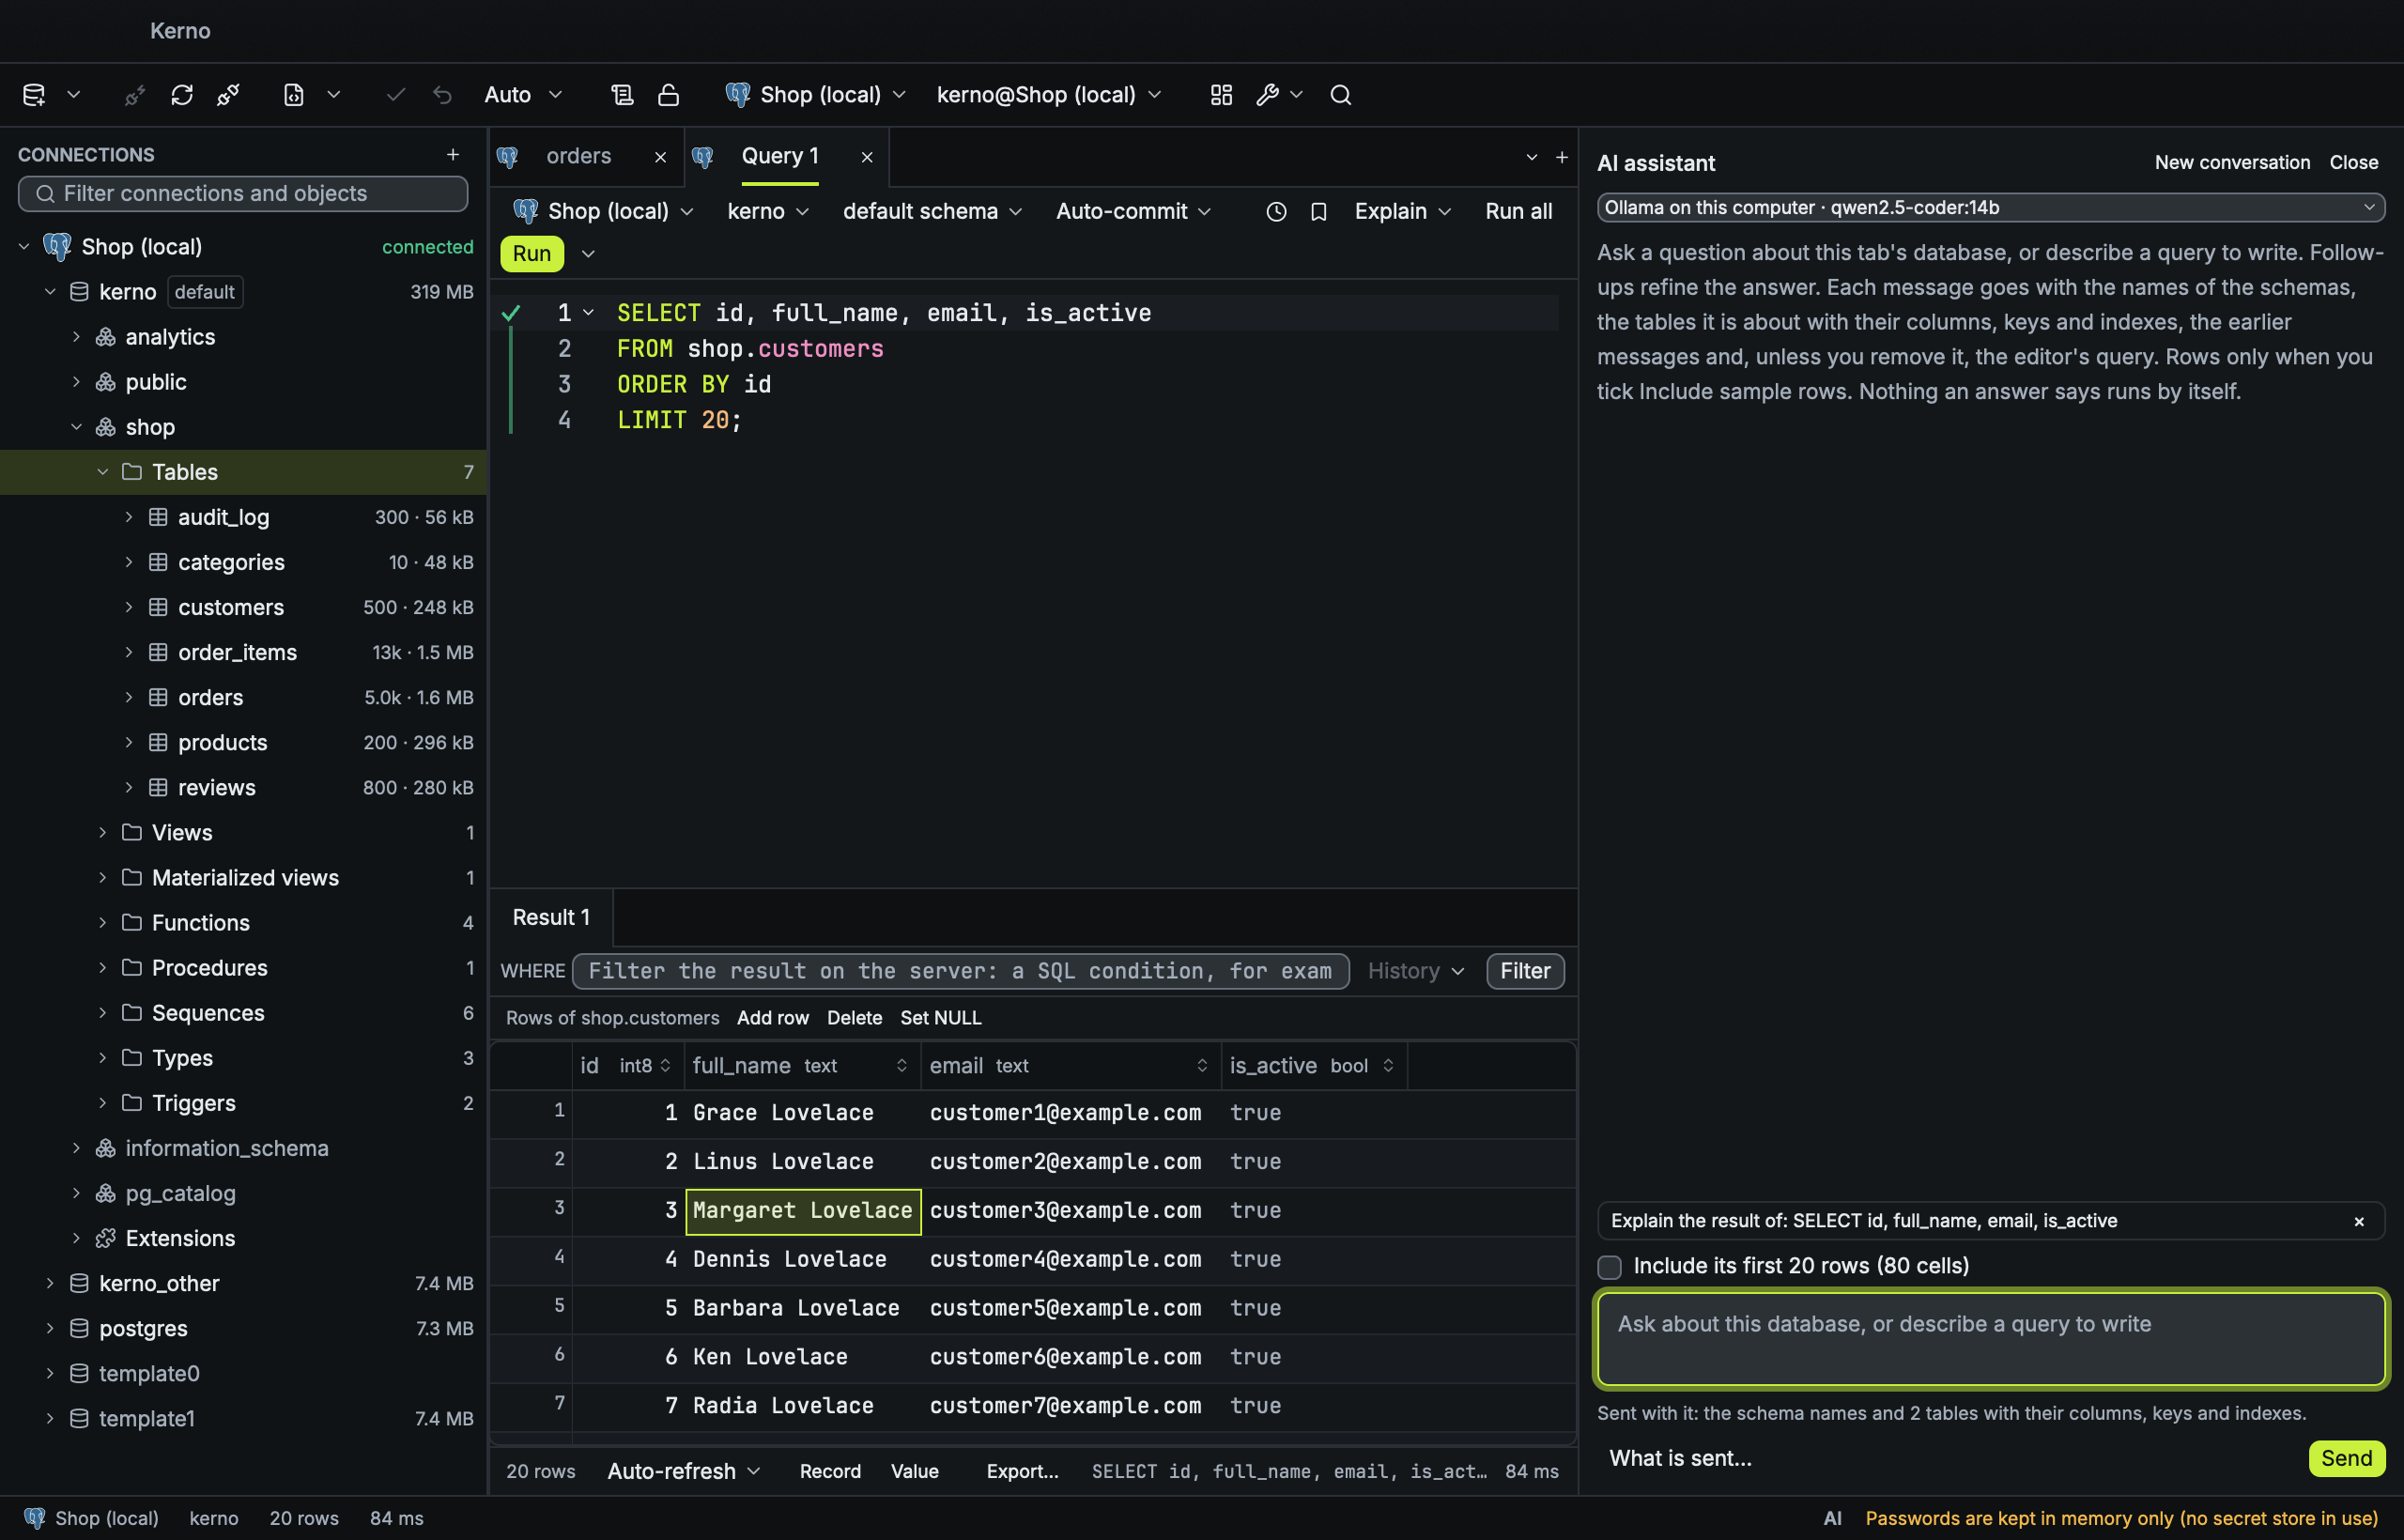 Kerno
Auto
Shop (local)
kerno@Shop (local)
CONNECTIONS
Filter connections and objects
Shop (local) connected
kerno default 319 MB
analytics
public
shop
Tables 7
audit_log 300 · 56 kB
categories 10 · 48 kB
customers 500 · 248 kB
order_items 13k · 1.5 MB
orders 5.0k · 1.6 MB
products 200 · 296 kB
reviews 800 · 280 kB
Views 1
Materialized views 1
Functions 4
Procedures 1
Sequences 6
Types 3
Triggers 2
information_schema
pg_catalog
Extensions
kerno_other 7.4 MB
postgres 7.3 MB
template0
template1 7.4 MB
orders
Query 1
Shop (local) kerno default schema Auto-commit Explain Run all
Run
1 SELECT id, full_name, email, is_active
2 FROM shop.customers
3 ORDER BY id
4 LIMIT 20;
Result 1
WHERE Filter the result on the server: a SQL condition, for exam History Filter
Rows of shop.customers Add row Delete Set NULL
id int8 full_name text email text is_active bool
1 1 Grace Lovelace customer1@example.com true
2 2 Linus Lovelace customer2@example.com true
3 3 Margaret Lovelace customer3@example.com true
4 4 Dennis Lovelace customer4@example.com true
5 5 Barbara Lovelace customer5@example.com true
6 6 Ken Lovelace customer6@example.com true
7 7 Radia Lovelace customer7@example.com true
20 rows Auto-refresh Record Value Export... SELECT id, full_name, email, is_act… 84 ms
AI assistant New conversation Close
Ollama on this computer · qwen2.5-coder:14b
Ask a question about this tab's database, or describe a query to write. Follow-
ups refine the answer. Each message goes with the names of the schemas,
the tables it is about with their columns, keys and indexes, the earlier
messages and, unless you remove it, the editor's query. Rows only when you
tick Include sample rows. Nothing an answer says runs by itself.
Explain the result of: SELECT id, full_name, email, is_active
Include its first 20 rows (80 cells)
Ask about this database, or describe a query to write
Sent with it: the schema names and 2 tables with their columns, keys and indexes.
What is sent... Send
Shop (local) kerno 20 rows 84 ms
AI Passwords are kept in memory only (no secret store in use)